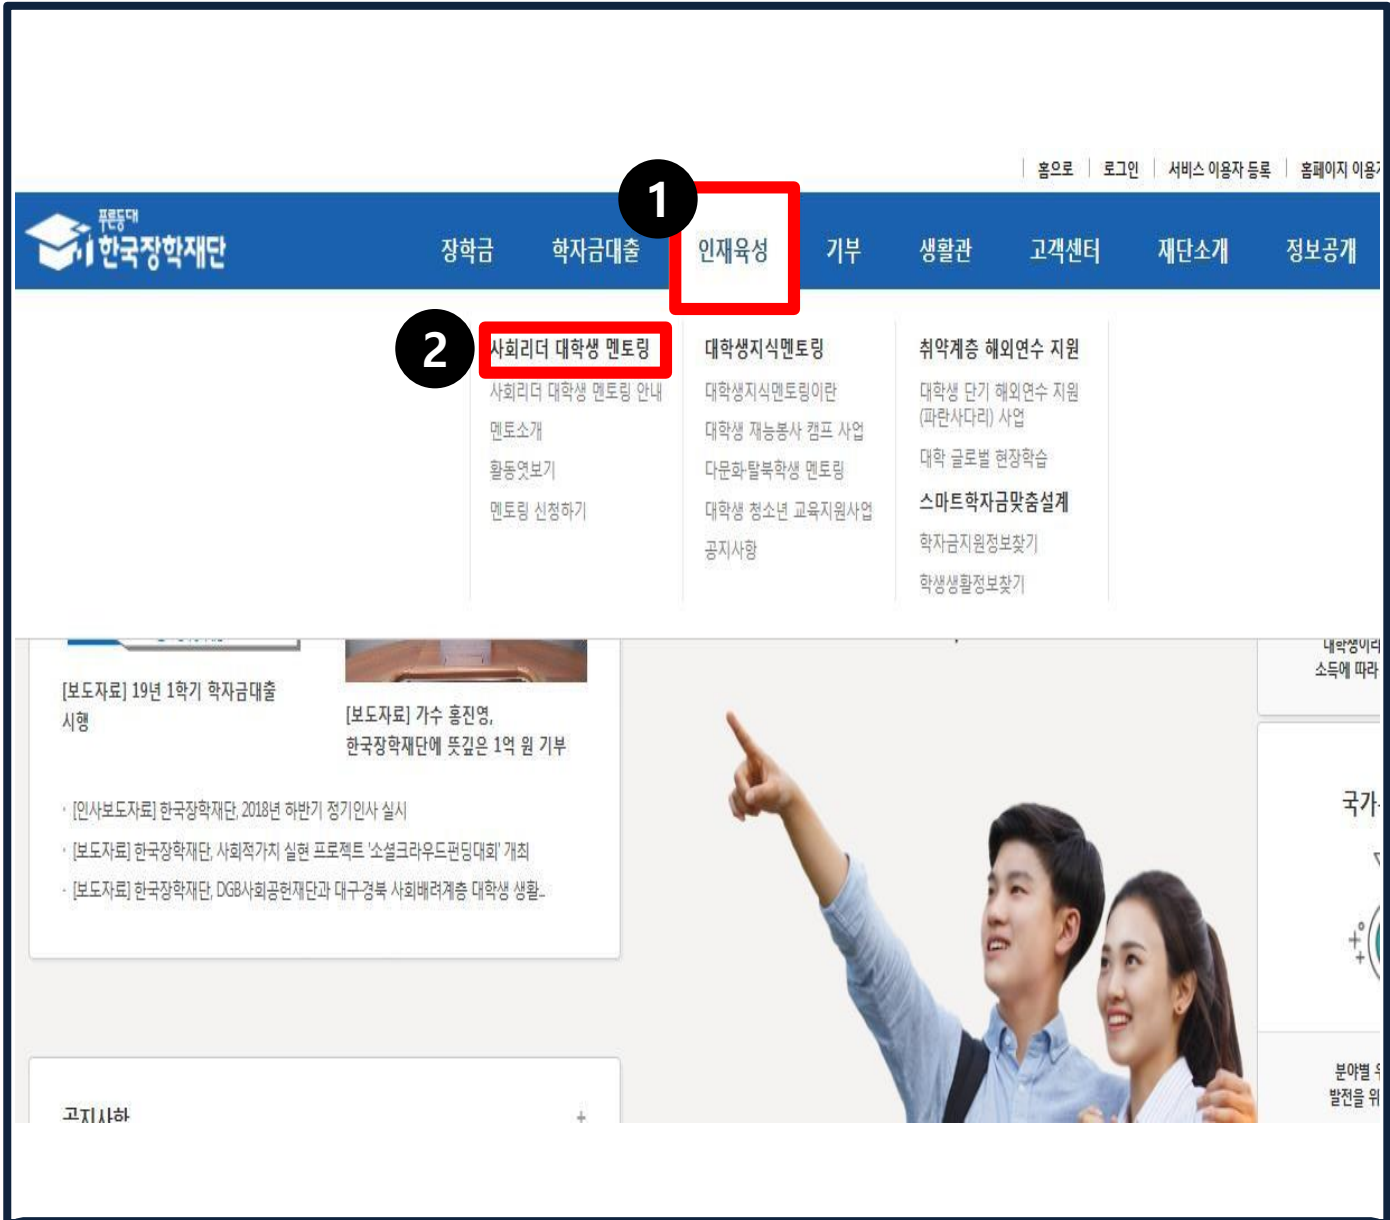 홈으로 로그인 서비스 이용자 등록 홈페이지
푸른등대
한국장학재단
장학금 학자금대출 인재육성 기부 생활관 고객센터 재단소개 정보공개
1
2
사회리더 대학생 멘토링
사회리더 대학생 멘토링 안내
멘토소개
활동엿보기
멘토링 신청하기
대학생지식멘토링
대학생지식멘토링이란
대학생 재능봉사 캠프 사업
다문화·탈북학생 멘토링
대학생 청소년 교육지원사업
공지사항
취약계층 해외연수 지원
대학생 단기 해외연수 지원
(파란사다리) 사업
대학 글로벌 현장학습
스마트학자금맞춤설계
학자금지원정보찾기
학생생활정보찾기
[보도자료] 19년 1학기 학자금대출
시행
[보도자료] 가수 홍진영,
한국장학재단에 뜻깊은 1억 원 기부
· [인사보도자료] 한국장학재단, 2018년 하반기 정기인사 실시
· [보도자료] 한국장학재단, 사회적가치 실현 프로젝트 '소셜크라우드펀딩대회' 개최
· [보도자료] 한국장학재단, DGB사회공헌재단과 대구·경북 사회배려계층 대학생 생활...
공지사항 +
소득에 따라
국가
분야별
발전을